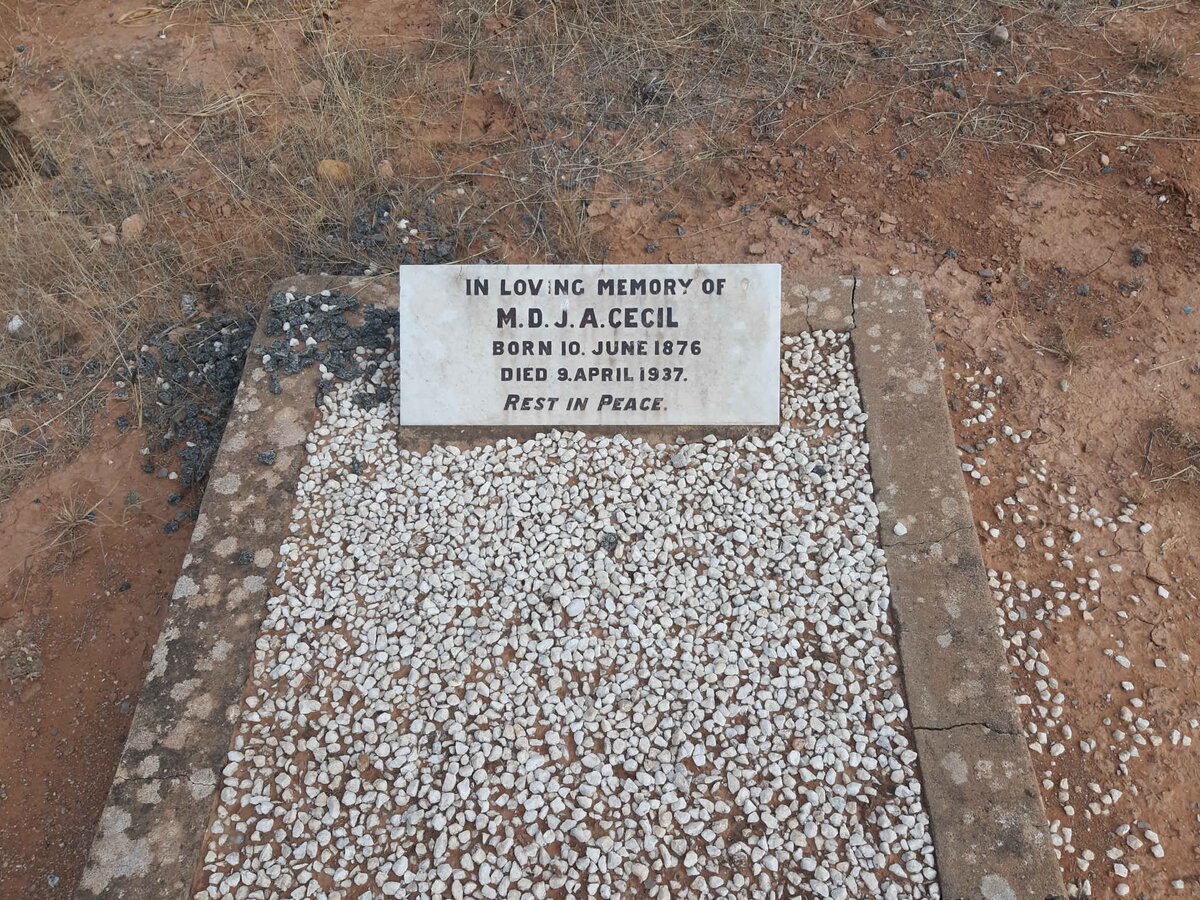 IN LOVING MEMORY OF
M.D.J.A.CECIL
BORN 10. JUNE 1876
DIED 9.APRIL 1937.
REST IN PEACE.